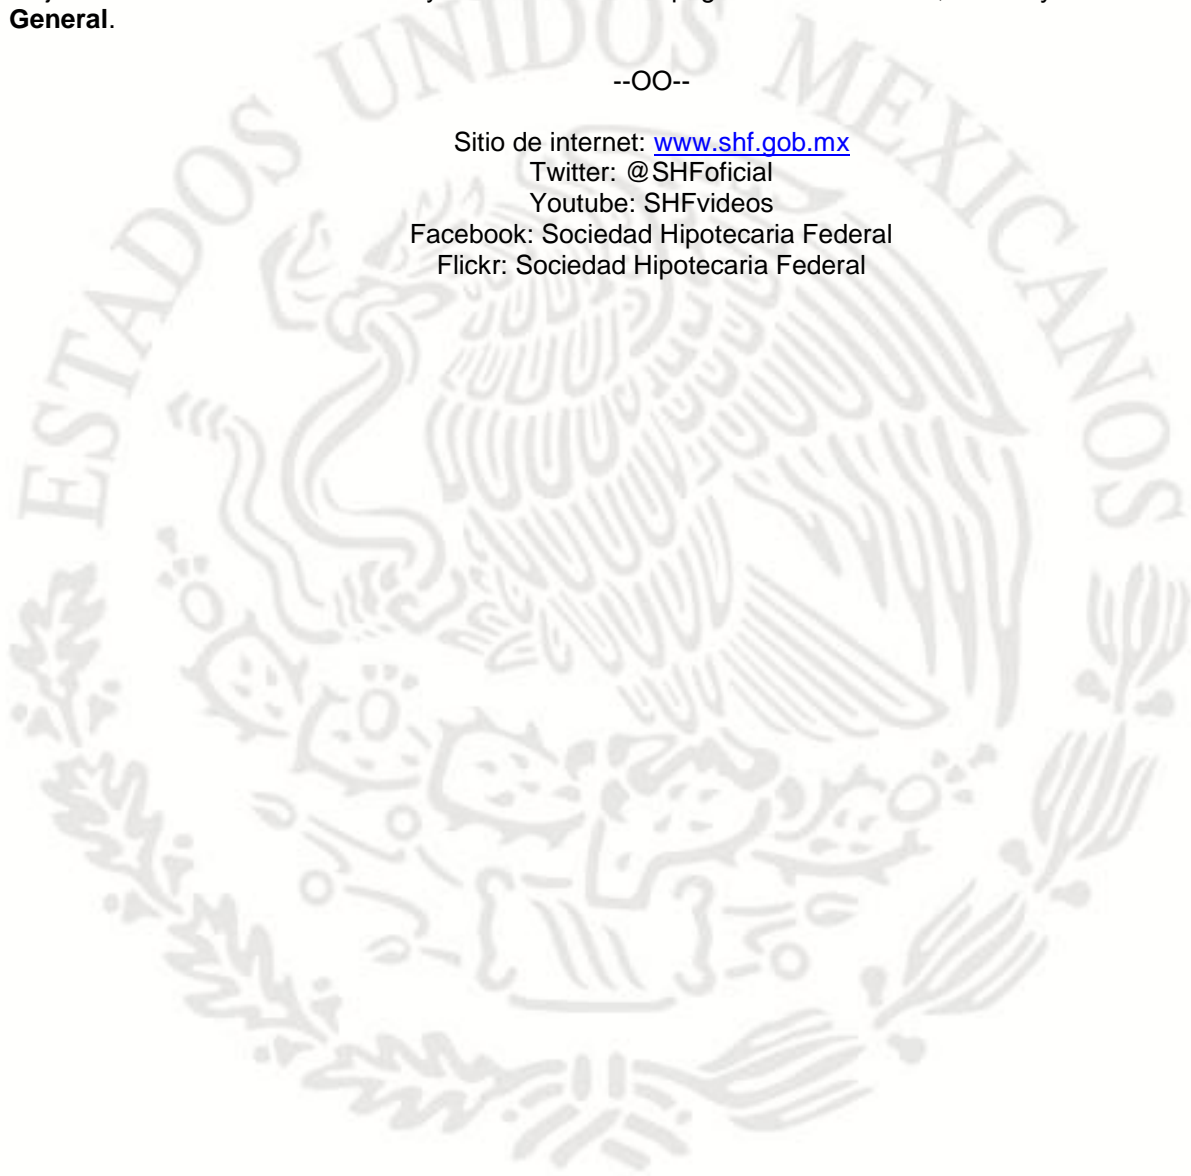 General.
--OO--
Sitio de internet: www.shf.gob.mx
Twitter: @SHFoficial
Youtube: SHFvideos
Facebook: Sociedad Hipotecaria Federal
Flickr: Sociedad Hipotecaria Federal
ESTADOS UNIDOS MEXICANOS